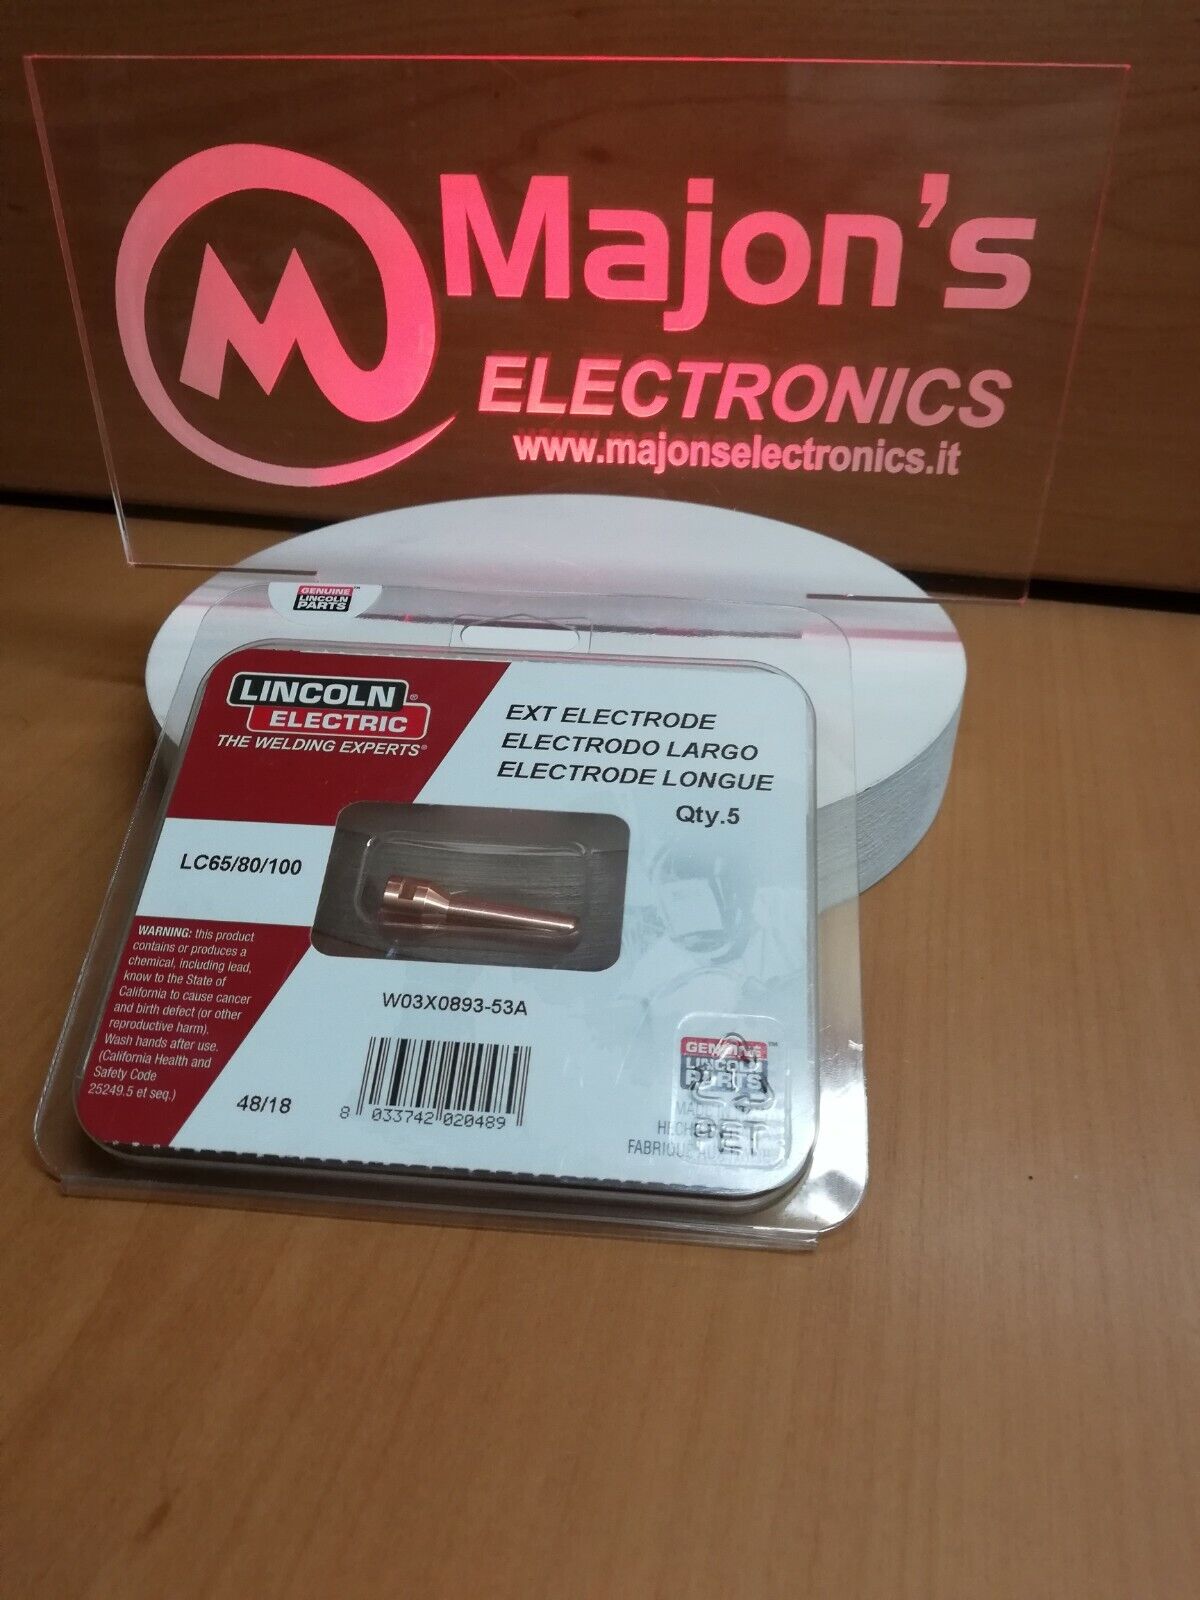 M
Majon's
ELECTRONICS
www.majonselectronics.it
GENUINE
LINCOLN
PARTS™
LINCOLN®
ELECTRIC
THE WELDING EXPERTS®
EXT ELECTRODE
ELECTRODO LARGO
ELECTRODE LONGUE
Qty.5
LC65/80/100
WARNING: this product
contains or produces a
chemical, including lead,
know to the State of
California to cause cancer
and birth defect (or other
reproductive harm).
Wash hands after use.
(California Health and
Safety Code
25249.5 et seq.)
W03X0893-53A
48/18
8 033742 020489
GENUINE™
LINCOLN
PARTS
PET
FABRIQUÉ